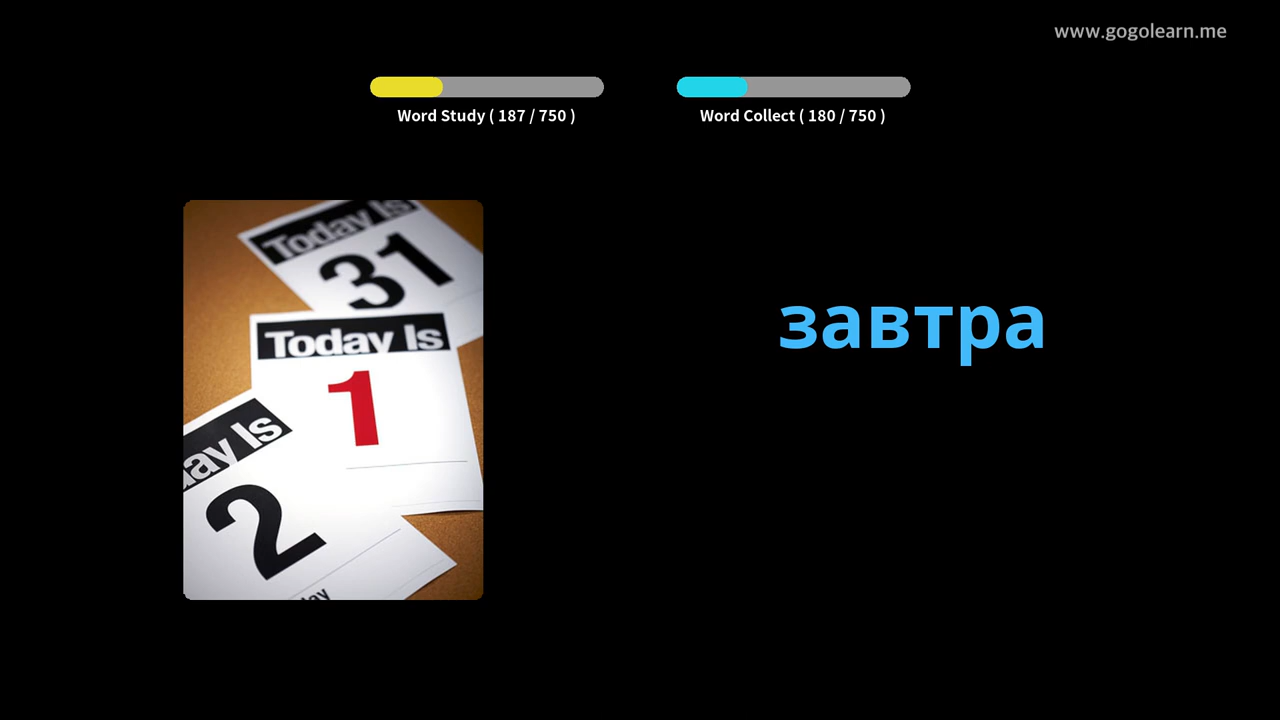 www.gogolearn.me
Word Study ( 187 / 750 )
Word Collect ( 180 / 750 )
Today Is
31
Today Is
1
ay Is
2
ay
завтра